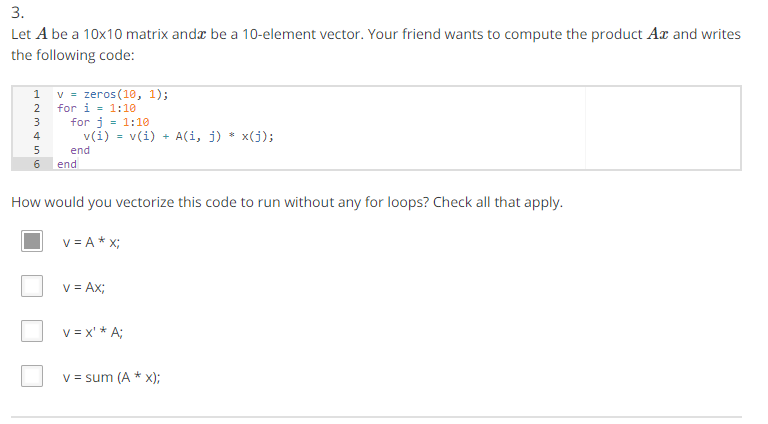 3.
Let A be a 10x10 matrix andx be a 10-element vector. Your friend wants to compute the product Ax and writes
the following code:
1 v = zeros(10, 1);
2 for i = 1:10
3 for j = 1:10
4 v(i) = v(i) + A(i, j) * x(j);
5 end
6 end
How would you vectorize this code to run without any for loops? Check all that apply.
v = A * x;
v = Ax;
v = x' * A;
v = sum (A * x);